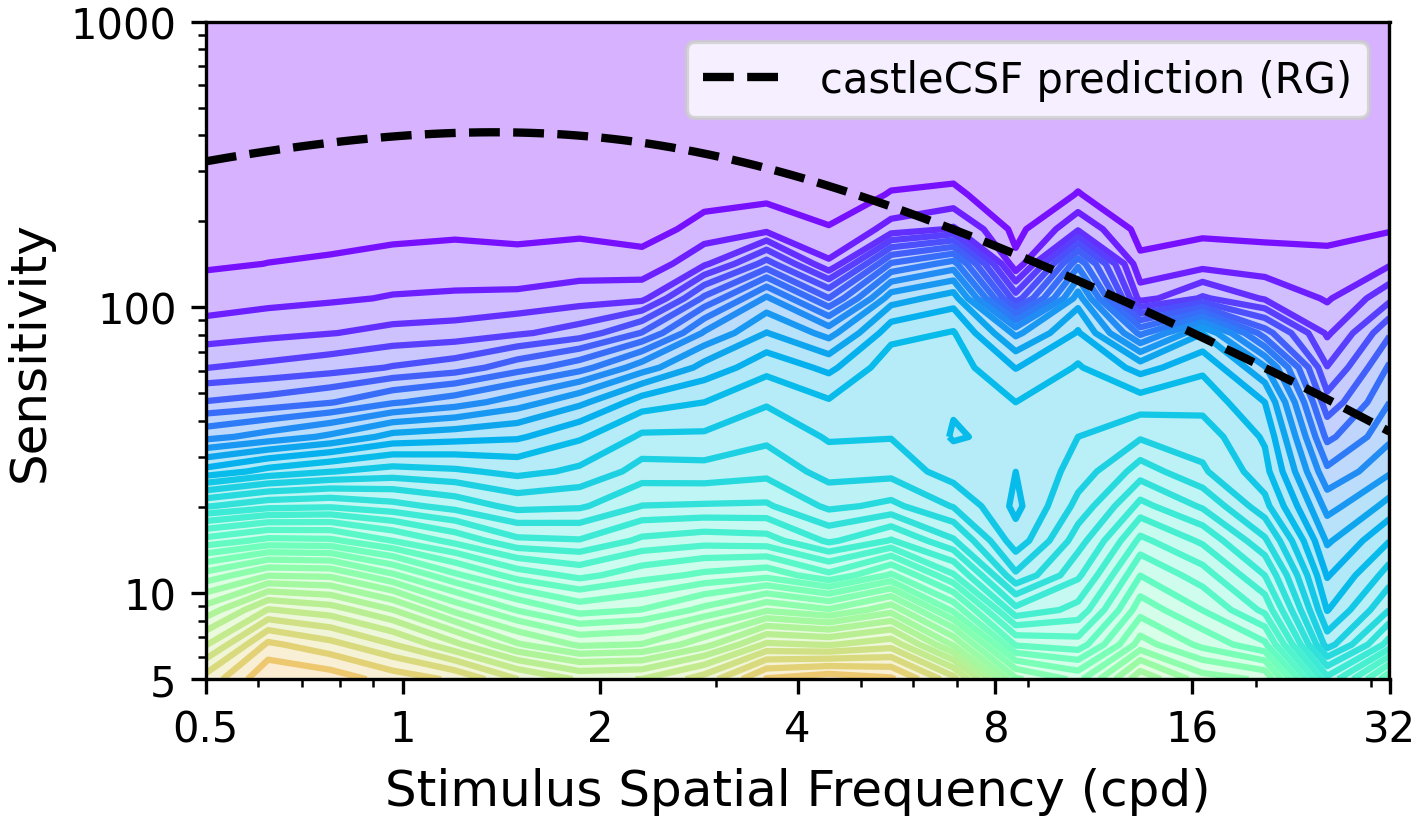 1000
castleCSF prediction (RG)
100
Sensitivity
10
5
0.5 1 2 4 8 16 32
Stimulus Spatial Frequency (cpd)